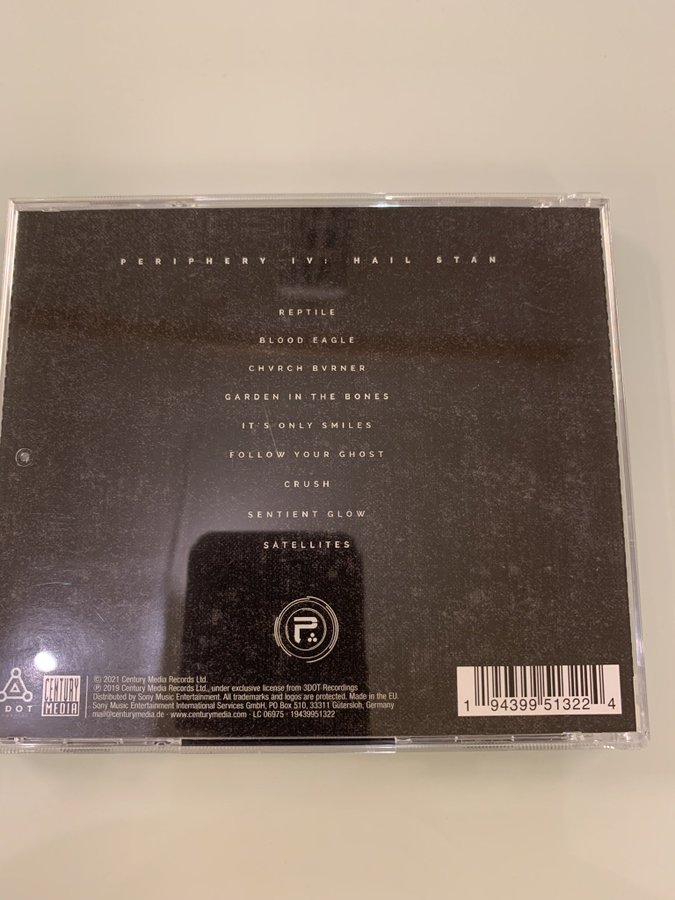 PERIPHERY IV: HAIL STAN
REPTILE
BLOOD EAGLE
CHVRCH BVRNER
GARDEN IN THE BONES
IT'S ONLY SMILES
FOLLOW YOUR GHOST
CRUSH
SENTIENT GLOW
SATELLITES
P
DOT
CENTURY
MEDIA
© 2021 Century Media Records Ltd.
℗ 2019 Century Media Records Ltd., under exclusive license from 3DOT Recordings
Distributed by Sony Music Entertainment. All trademarks and logos are protected. Made in the EU.
Sony Music Entertainment International Services GmbH, PO Box 510, 33311 Gütersloh, Germany
mail@centurymedia.de · www.centurymedia.com · LC 06975 · 19439951322
1 94399 51322 4